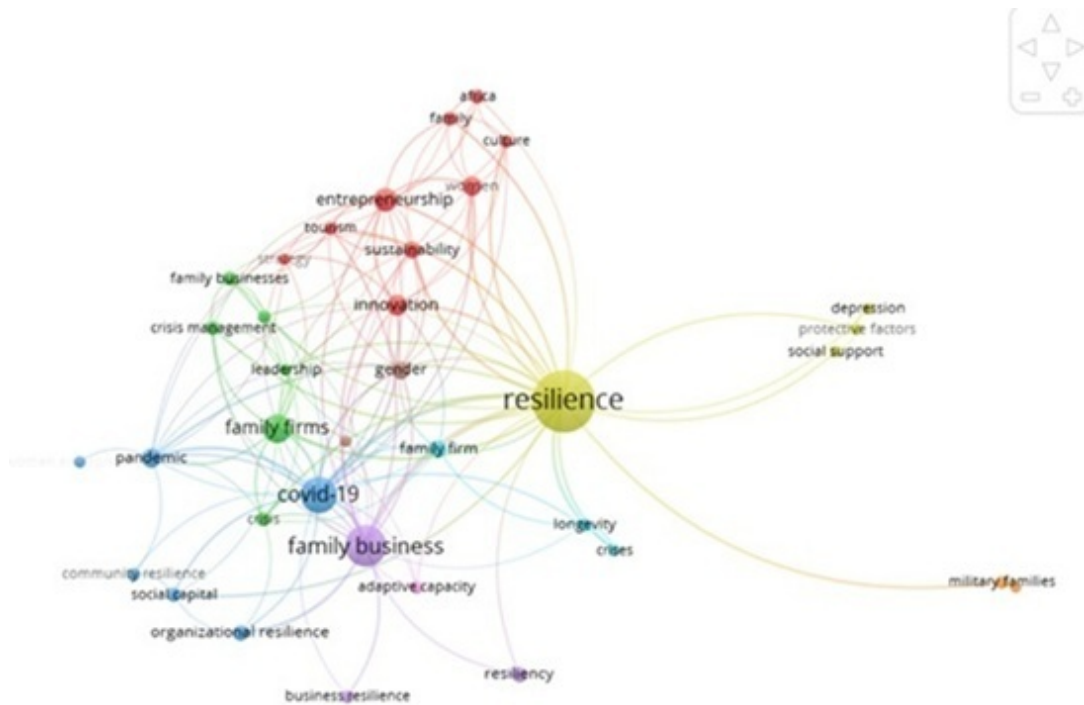 africa
family
culture
women
entrepreneurship
tourism
sustainability
family businesses
innovation
depression
crisis management
protective factors
social support
leadership
gender
resilience
family firms
family firm
pandemic
covid-19
crisis
longevity
family business
crises
community resilience
military families
adaptive capacity
social capital
organizational resilience
resiliency
business resilience